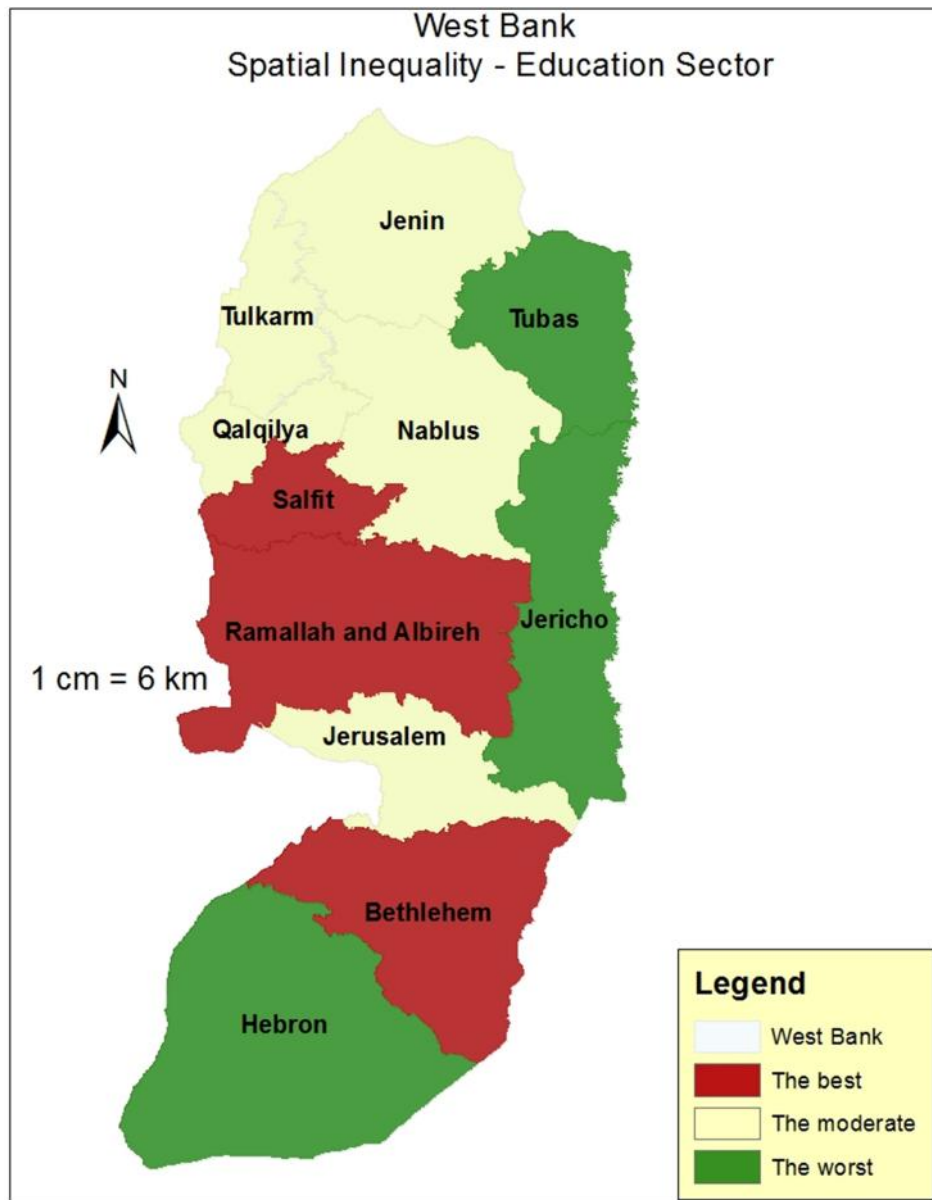 West Bank
Spatial Inequality - Education Sector
Jenin
Tubas
Tulkarm
N
Qalqilya
Nablus
Salfit
Jericho
Ramallah and Albireh
1 cm = 6 km
Jerusalem
Bethlehem
Hebron
Legend
West Bank
The best
The moderate
The worst